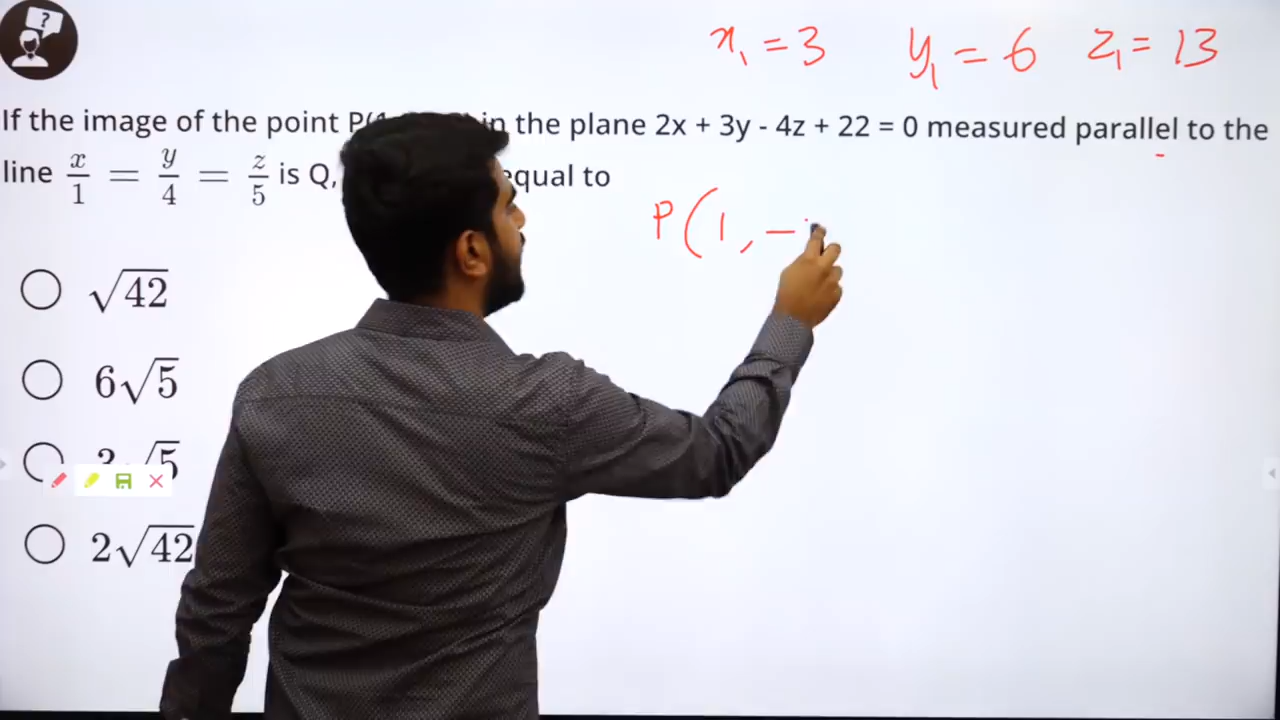 ?
x₁ = 3 y₁ = 6 z₁ = 13
If the image of the point P(1 in the plane 2x + 3y - 4z + 22 = 0 measured parallel to the
line x/1 = y/4 = z/5 is Q, equal to
P(1, –
√42
6√5
√5
2√42